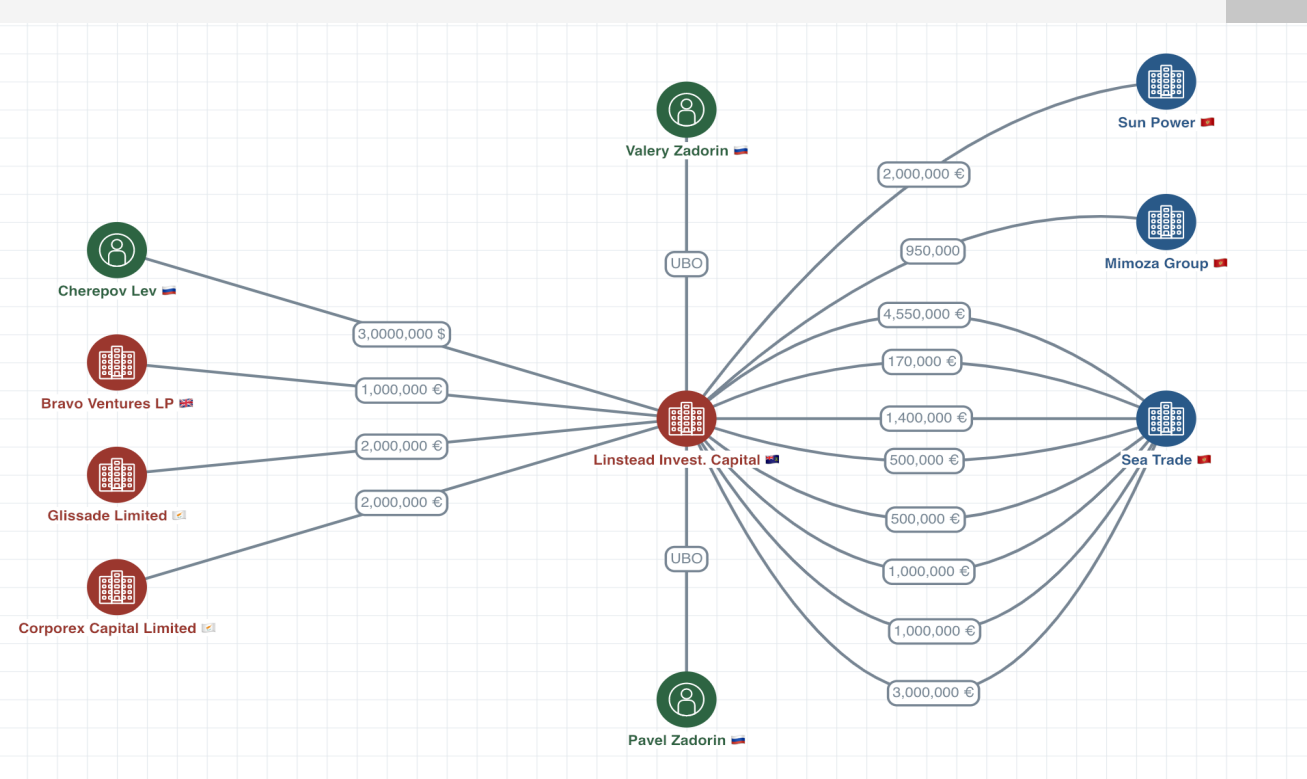 Sun Power
Valery Zadorin
2,000,000 €
Mimoza Group
950,000
Cherepov Lev
UBO
4,550,000 €
3,0000,000 $
170,000 €
Bravo Ventures LP
1,000,000 €
1,400,000 €
2,000,000 €
Linstead Invest. Capital
500,000 €
Sea Trade
Glissade Limited
2,000,000 €
500,000 €
UBO
1,000,000 €
Corporex Capital Limited
1,000,000 €
3,000,000 €
Pavel Zadorin